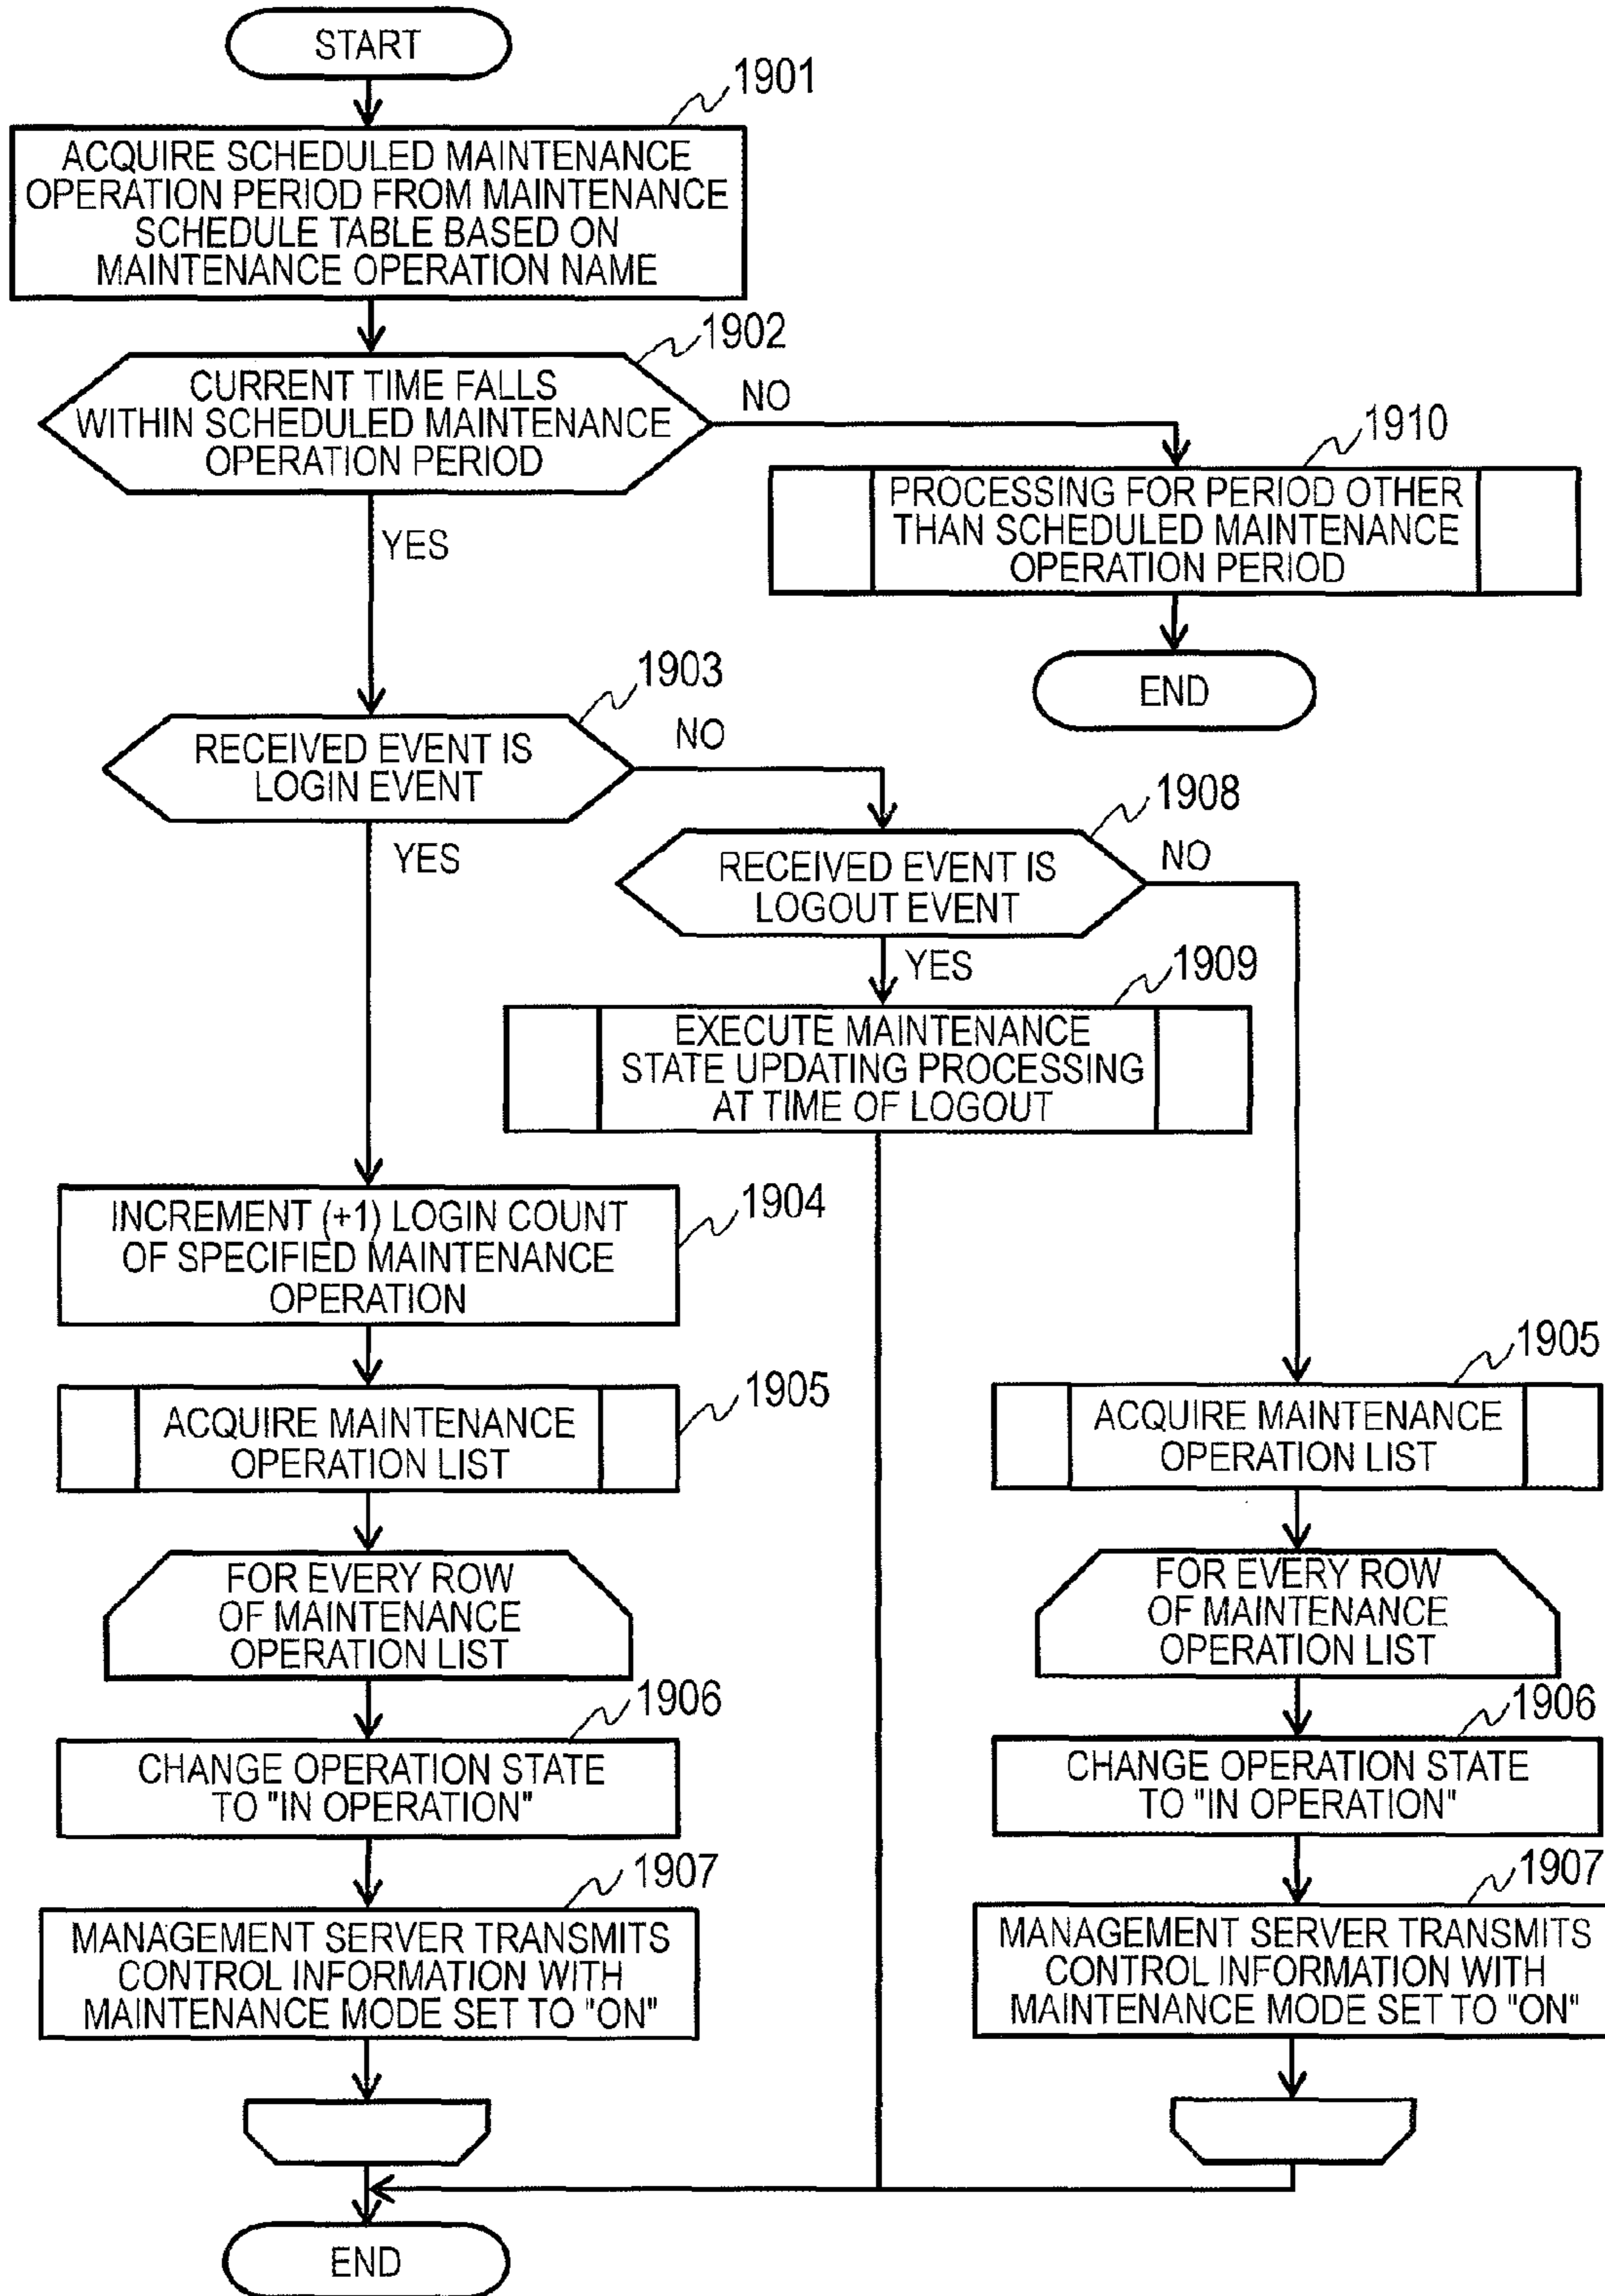 START
1901
ACQUIRE SCHEDULED MAINTENANCE
OPERATION PERIOD FROM MAINTENANCE
SCHEDULE TABLE BASED ON
MAINTENANCE OPERATION NAME
1902
CURRENT TIME FALLS
WITHIN SCHEDULED MAINTENANCE
OPERATION PERIOD
NO
YES
1910
PROCESSING FOR PERIOD OTHER
THAN SCHEDULED MAINTENANCE
OPERATION PERIOD
END
1903
RECEIVED EVENT IS
LOGIN EVENT
NO
YES
1908
RECEIVED EVENT IS
LOGOUT EVENT
NO
YES
1909
EXECUTE MAINTENANCE
STATE UPDATING PROCESSING
AT TIME OF LOGOUT
1904
INCREMENT (+1) LOGIN COUNT
OF SPECIFIED MAINTENANCE
OPERATION
1905
ACQUIRE MAINTENANCE
OPERATION LIST
FOR EVERY ROW
OF MAINTENANCE
OPERATION LIST
1906
CHANGE OPERATION STATE
TO "IN OPERATION"
1907
MANAGEMENT SERVER TRANSMITS
CONTROL INFORMATION WITH
MAINTENANCE MODE SET TO "ON"
1905
ACQUIRE MAINTENANCE
OPERATION LIST
FOR EVERY ROW
OF MAINTENANCE
OPERATION LIST
1906
CHANGE OPERATION STATE
TO "IN OPERATION"
1907
MANAGEMENT SERVER TRANSMITS
CONTROL INFORMATION WITH
MAINTENANCE MODE SET TO "ON"
END